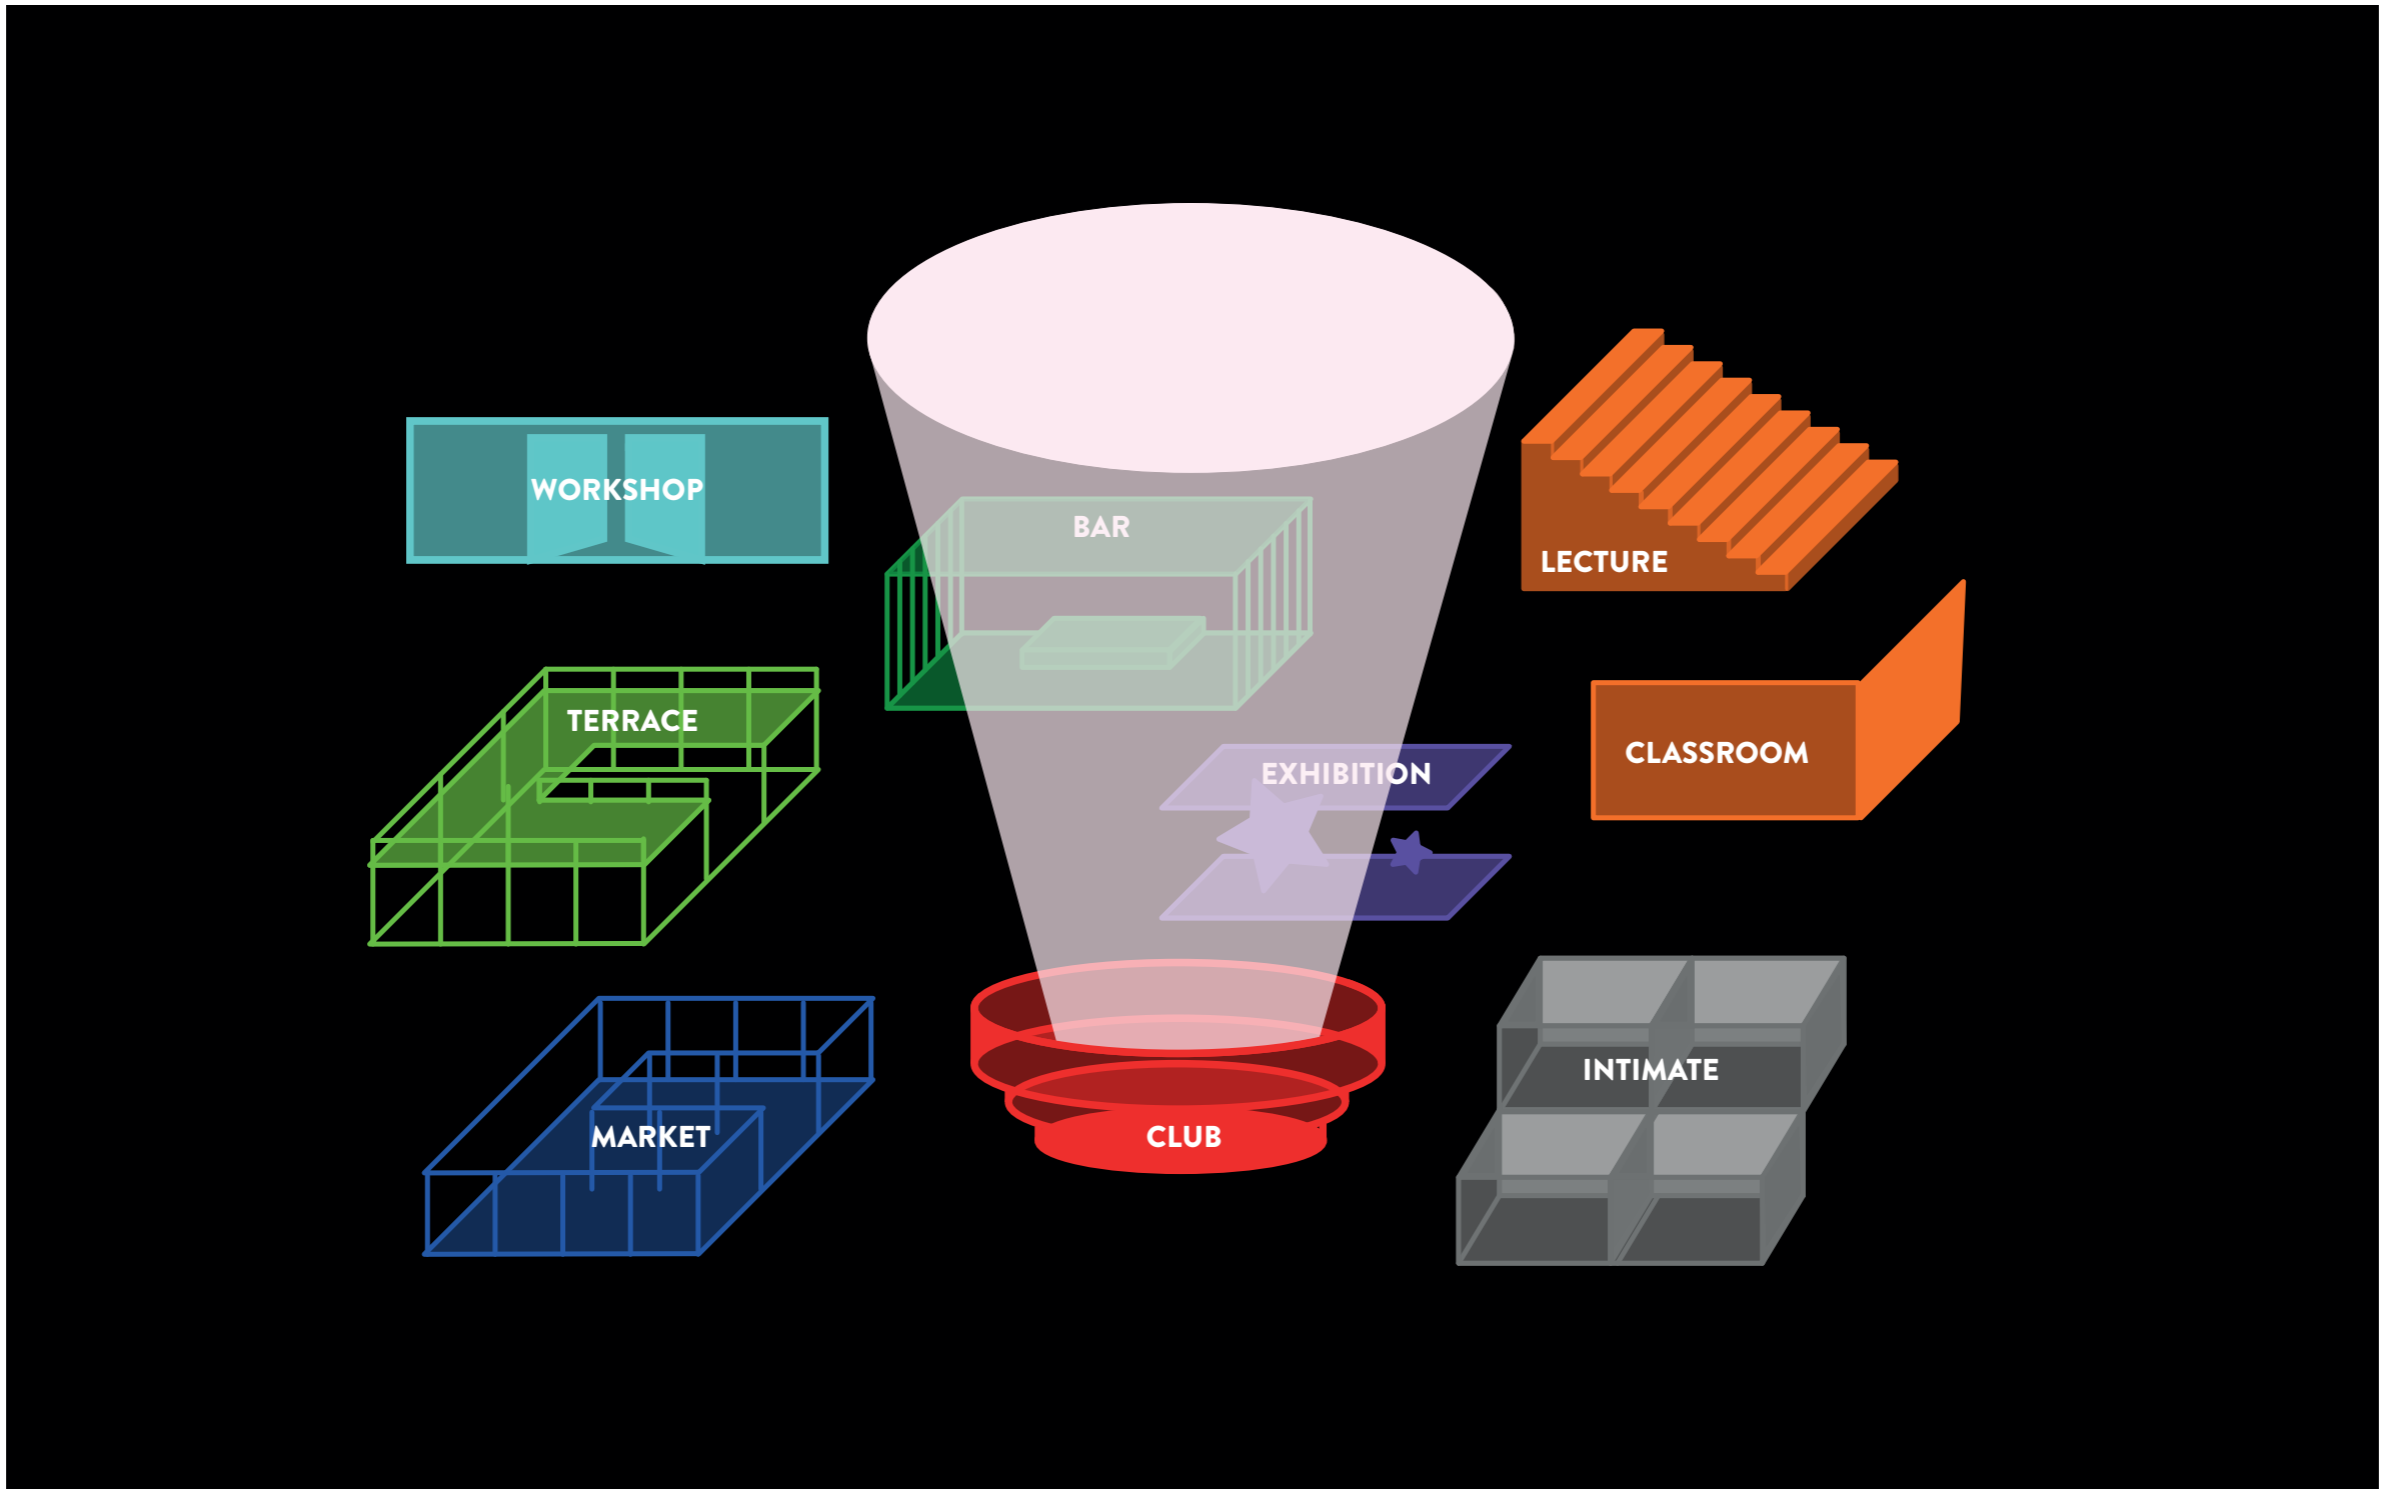 WORKSHOP
BAR
LECTURE
TERRACE
EXHIBITION
CLASSROOM
INTIMATE
MARKET
CLUB